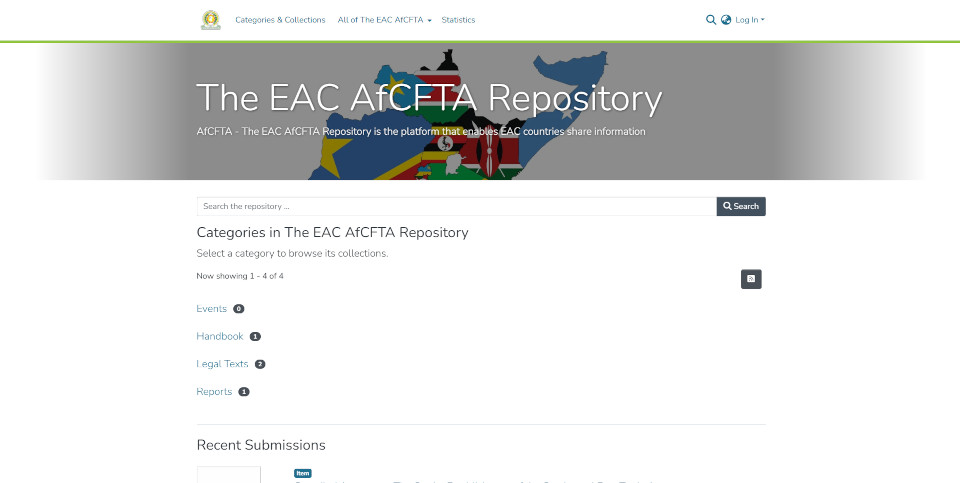 Categories & Collections
All of The EAC AfCFTA
Statistics
Log In
The EAC AfCFTA Repository
AfCFTA - The EAC AfCFTA Repository is the platform that enables EAC countries share information
Search the repository ...
Search
Categories in The EAC AfCFTA Repository
Select a category to browse its collections.
Now showing 1 - 4 of 4
Events 0
Handbook 1
Legal Texts 2
Reports 1
Recent Submissions
Item